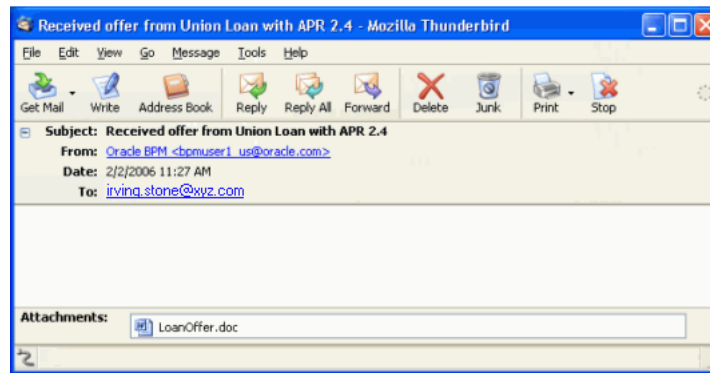 Received offer from Union Loan with APR 2.4 - Mozilla Thunderbird
File Edit View Go Message Tools Help
Get Mail Write Address Book Reply Reply All Forward Delete Junk Print Stop
Subject: Received offer from Union Loan with APR 2.4
From: Oracle BPM <bpmuser1_us@oracle.com>
Date: 2/2/2006 11:27 AM
To: irving.stone@xyz.com
Attachments: LoanOffer.doc